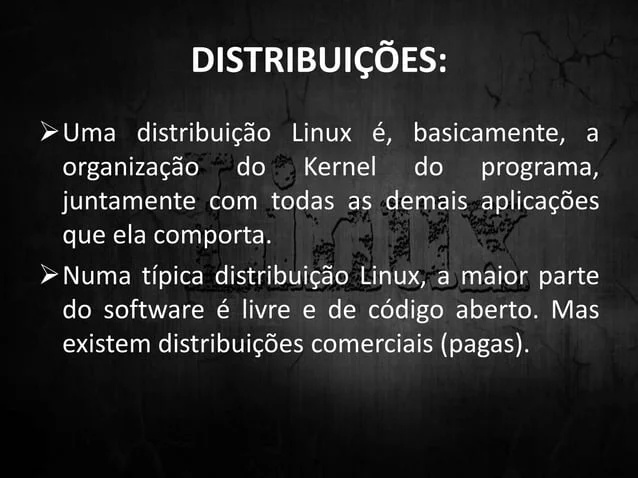 DISTRIBUIÇÕES:
➢Uma distribuição Linux é, basicamente, a
organização do Kernel do programa,
juntamente com todas as demais aplicações
que ela comporta.
➢Numa típica distribuição Linux, a maior parte
do software é livre e de código aberto. Mas
existem distribuições comerciais (pagas).
Linux